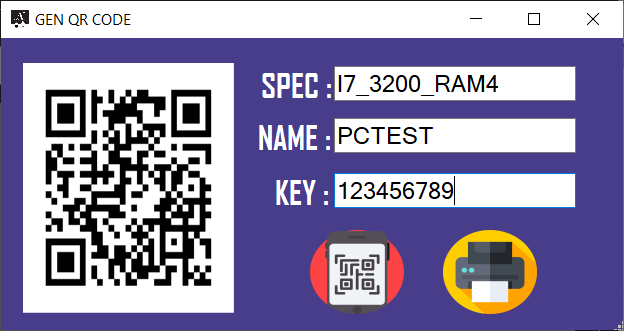 GEN QR CODE
SPEC : I7_3200_RAM4
NAME : PCTEST
KEY : 123456789